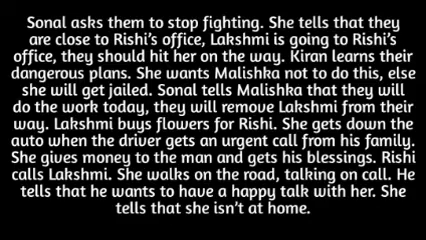 Sonal asks them to stop fighting. She tells that they
are close to Rishi's office, Lakshmi is going to Rishi's
office, they should hit her on the way. Kiran learns their
dangerous plans. She wants Malishka not to do this, else
she will get jailed. Sonal tells Malishka that they will
do the work today, they will remove Lakshmi from their
way. Lakshmi buys flowers for Rishi. She gets down the
auto when the driver gets an urgent call from his family.
She gives money to the man and gets his blessings. Rishi
calls Lakshmi. She walks on the road, talking on call. He
tells that he wants to have a happy talk with her. She
tells that she isn't at home.